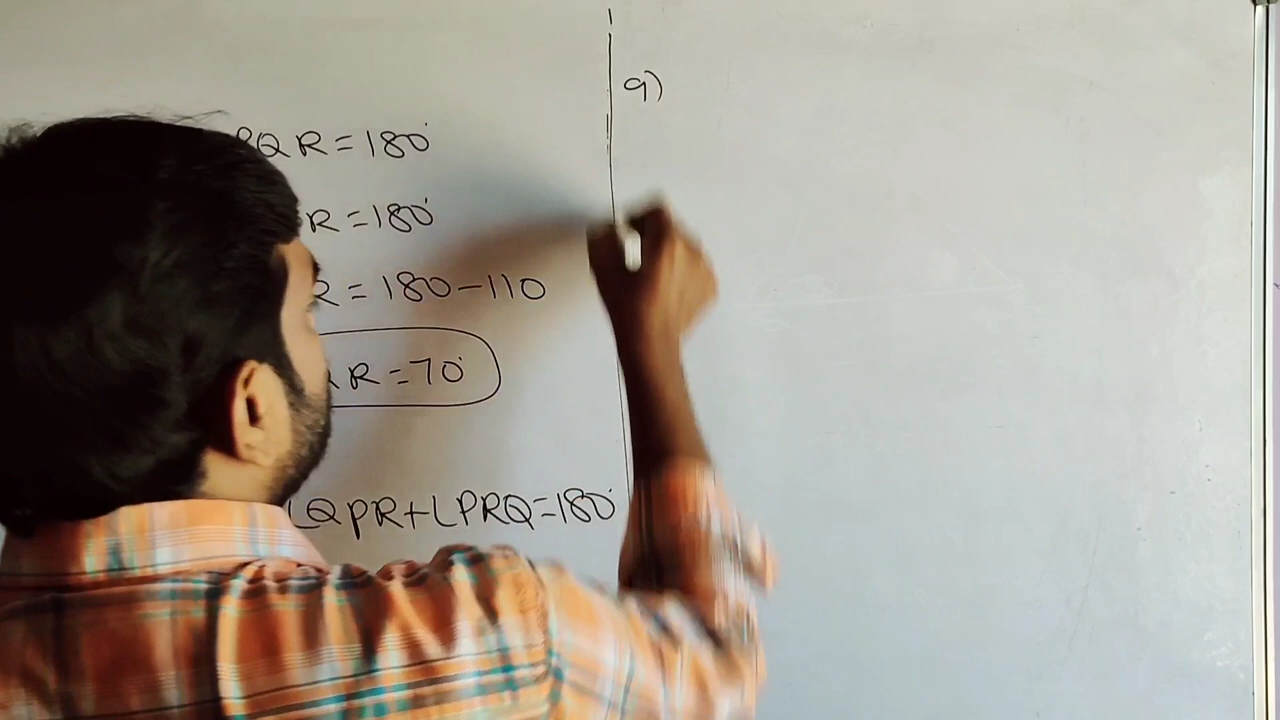 PQR=180°
R=180°
R=180-110
R=70°
∟QPR+∟PRQ=180°
9)